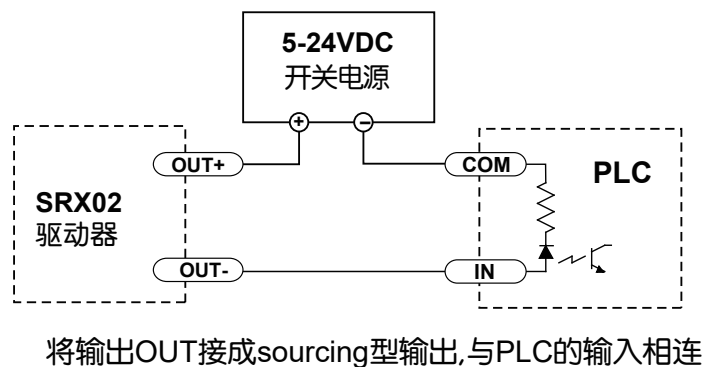 5-24VDC
开关电源
OUT+
COM
PLC
SRX02
驱动器
OUT-
IN
将输出OUT接成sourcing型输出,与PLC的输入相连